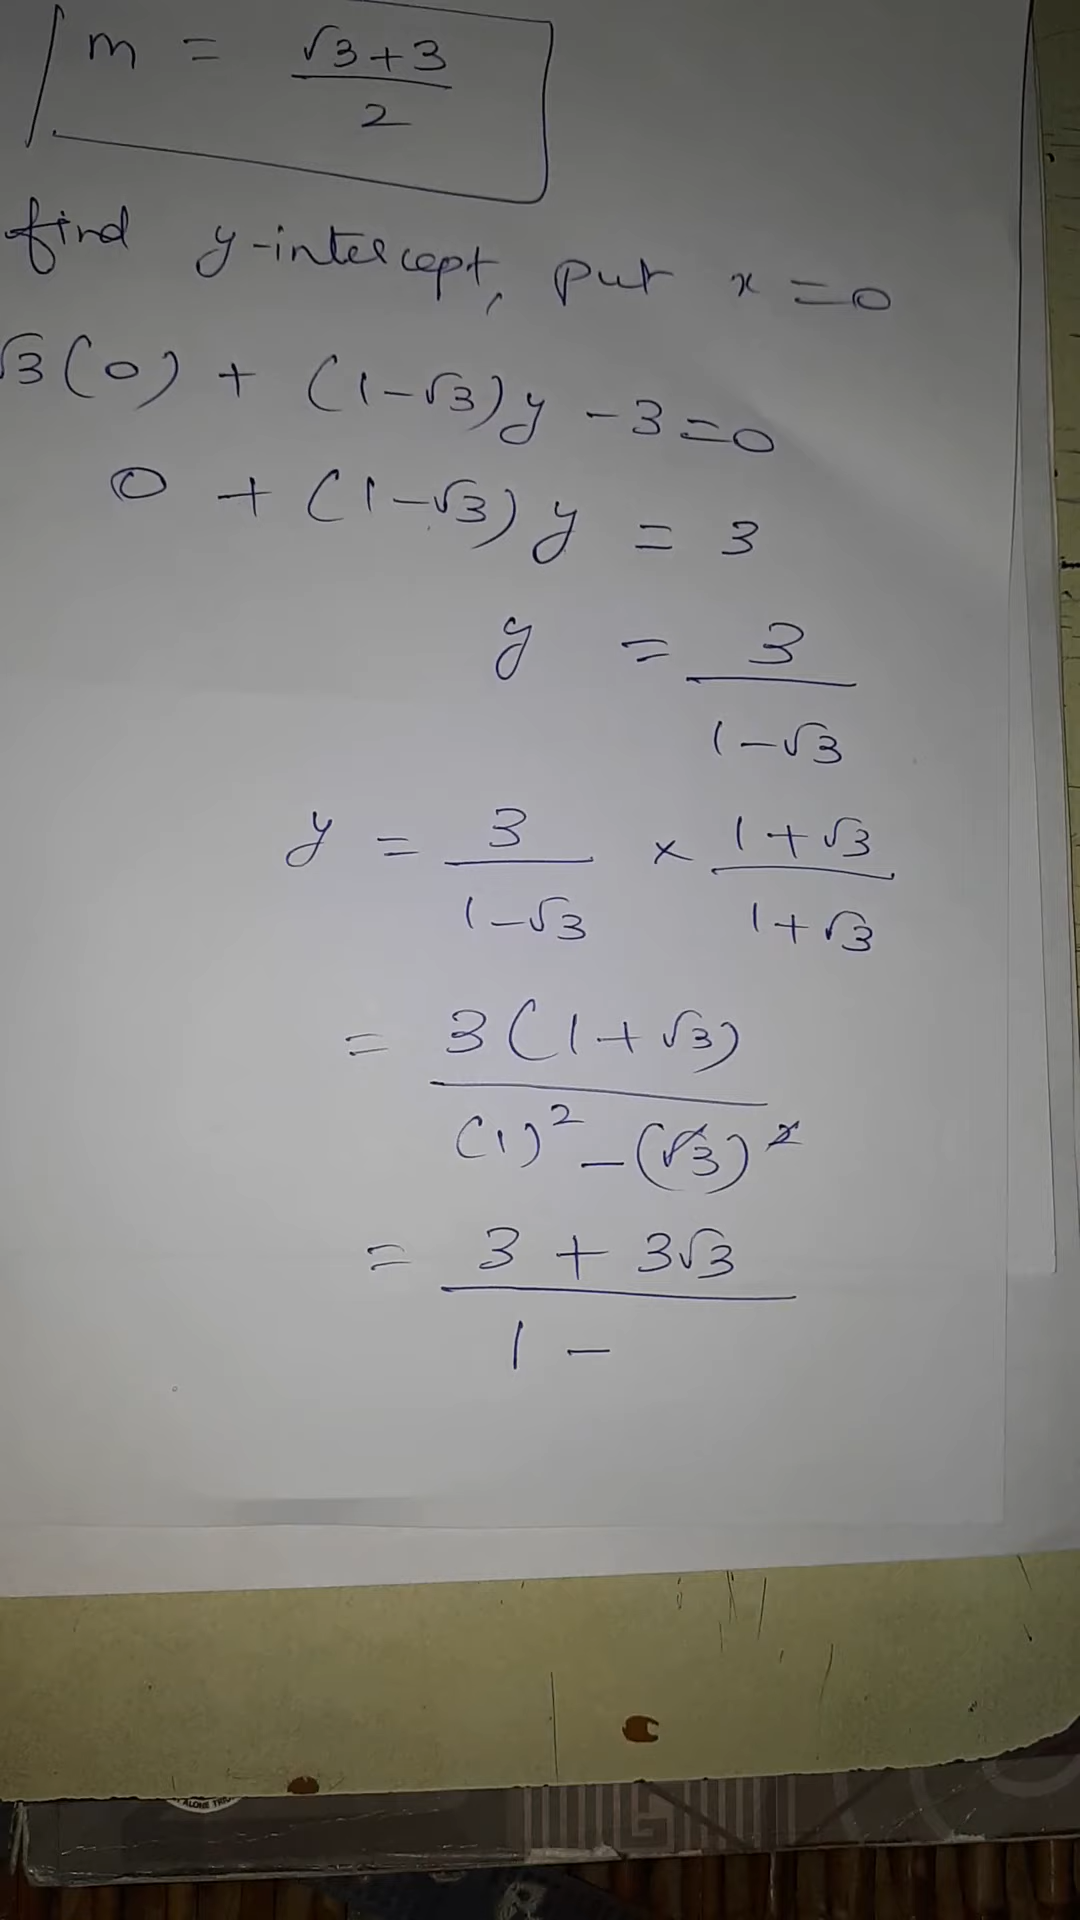 m = √3+3/2
find y-intercept, put x=0
√3(0) + (1-√3)y -3=0
0 + (1-√3)y = 3
y = 3/1-√3
y = 3/1-√3 × 1+√3/1+√3
= 3(1+√3)/(1)²-(√3)²
= 3 + 3√3/1 -
ALONE